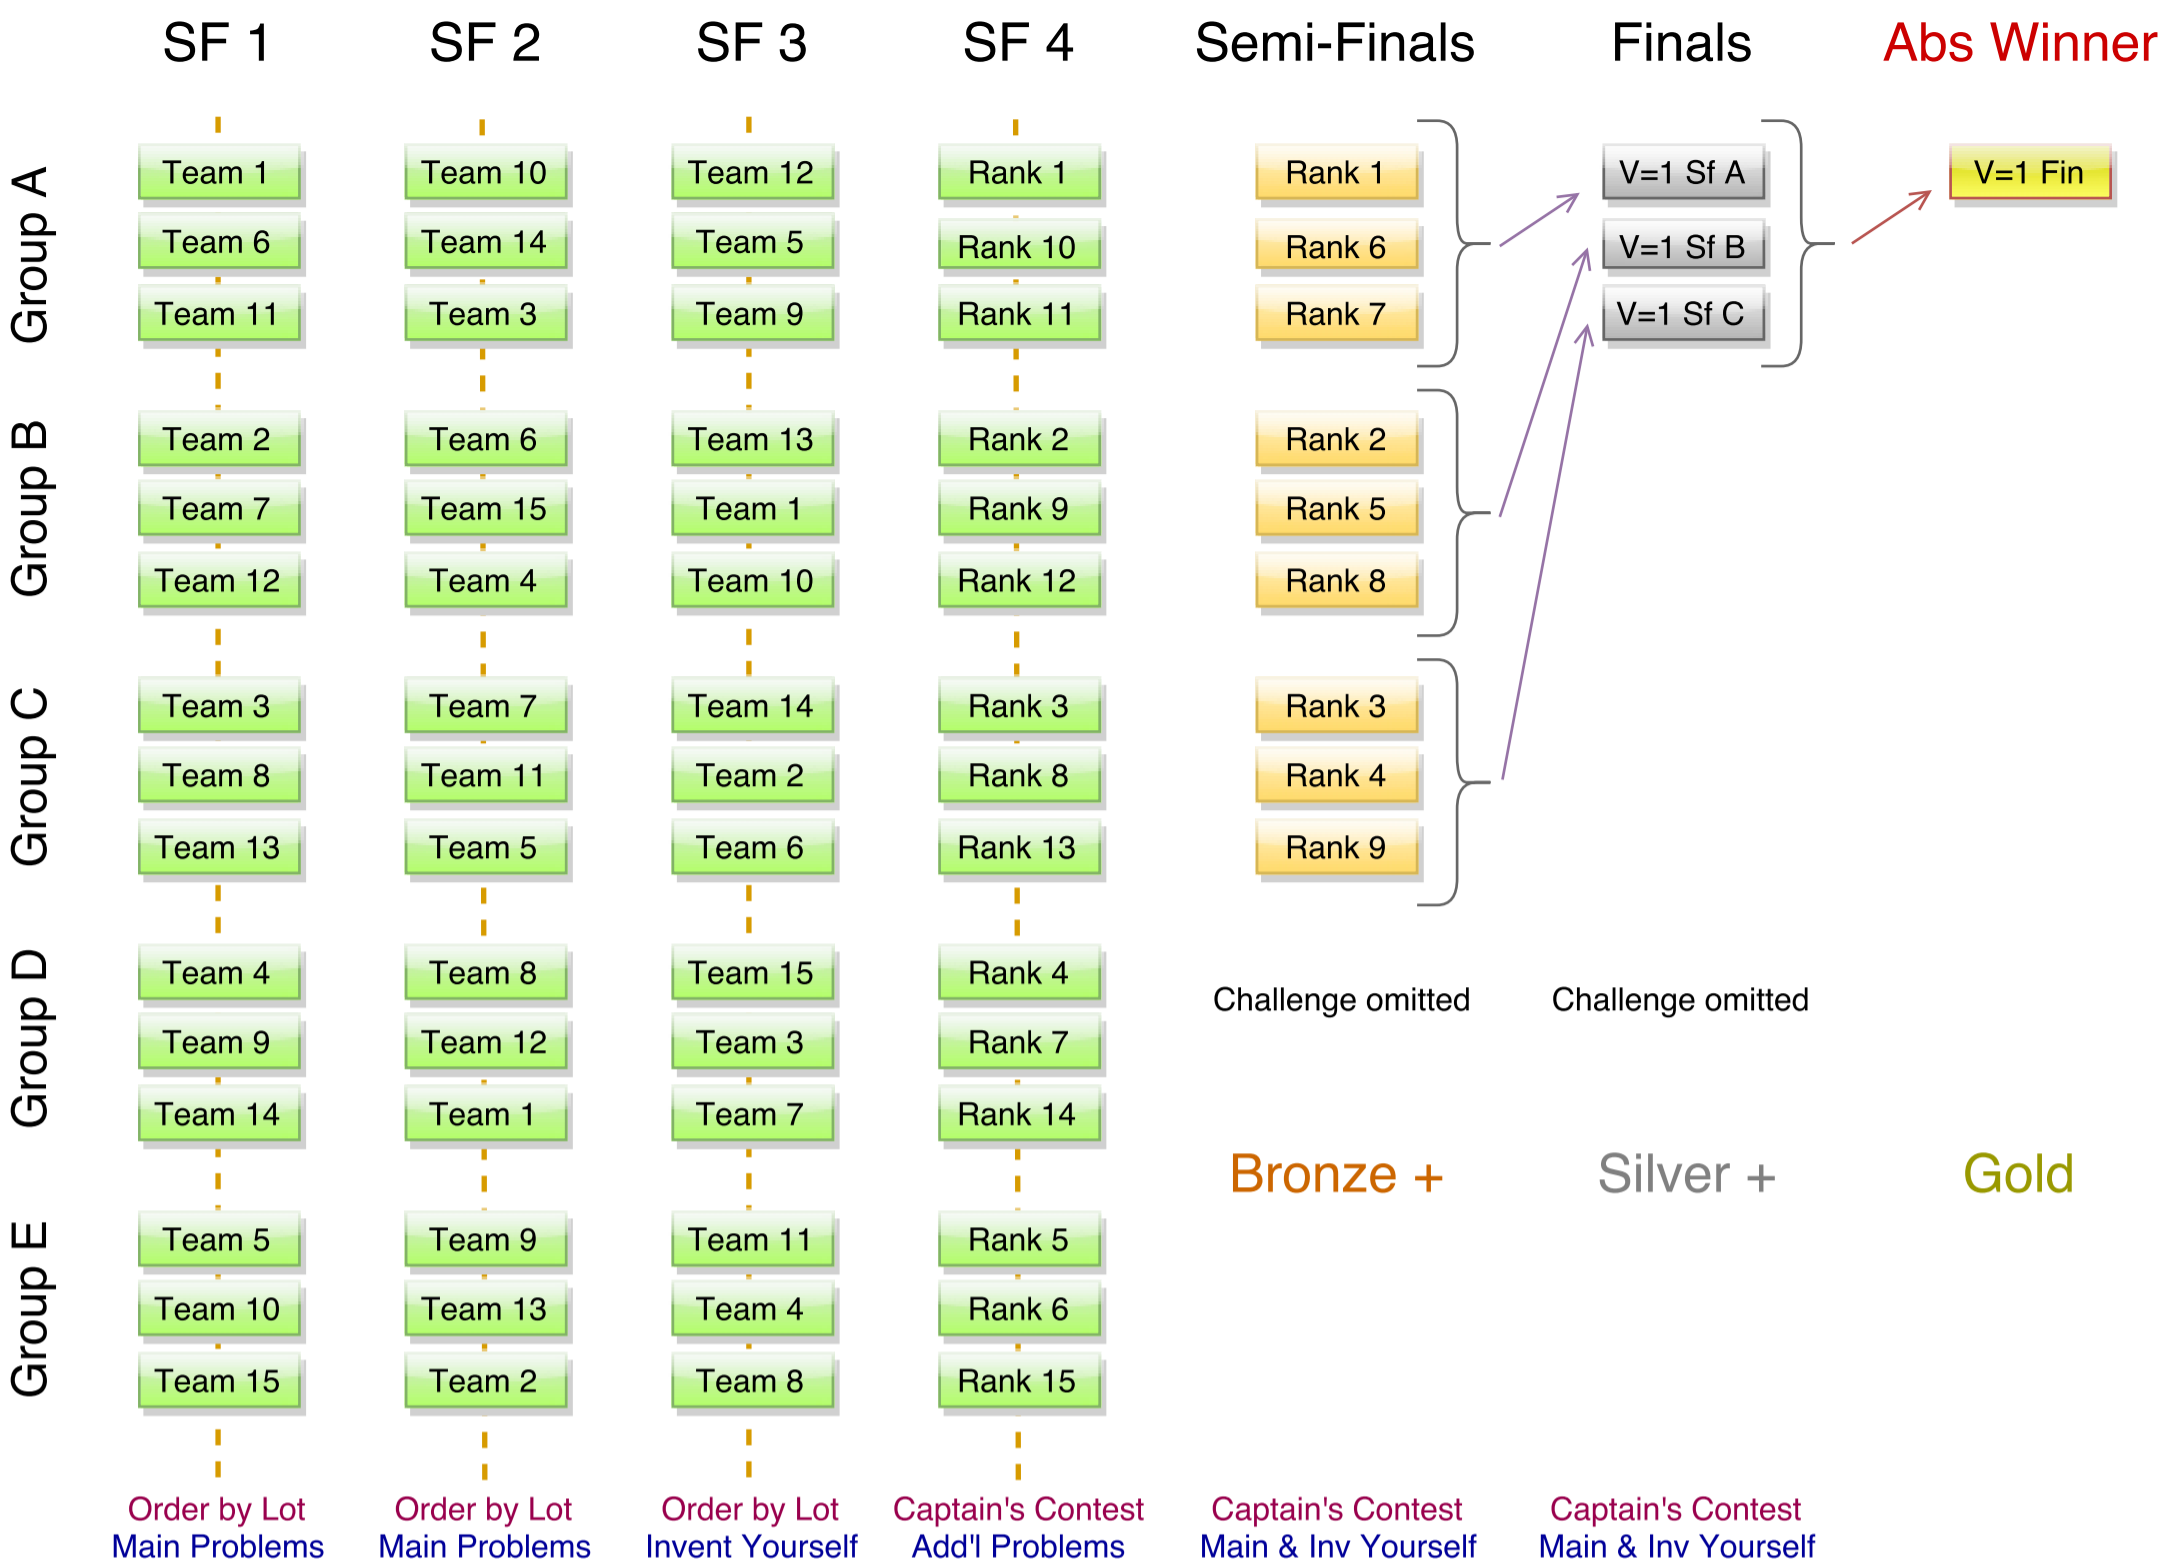 SF 1
SF 2
SF 3
SF 4
Semi-Finals
Finals
Abs Winner
Group A
Team 1
Team 10
Team 12
Rank 1
Rank 1
V=1 Sf A
V=1 Fin
Team 6
Team 14
Team 5
Rank 10
Rank 6
V=1 Sf B
Team 11
Team 3
Team 9
Rank 11
Rank 7
V=1 Sf C
Group B
Team 2
Team 6
Team 13
Rank 2
Rank 2
Team 7
Team 15
Team 1
Rank 9
Rank 5
Team 12
Team 4
Team 10
Rank 12
Rank 8
Group C
Team 3
Team 7
Team 14
Rank 3
Rank 3
Team 8
Team 11
Team 2
Rank 8
Rank 4
Team 13
Team 5
Team 6
Rank 13
Rank 9
Group D
Team 4
Team 8
Team 15
Rank 4
Challenge omitted
Challenge omitted
Team 9
Team 12
Team 3
Rank 7
Team 14
Team 1
Team 7
Rank 14
Bronze +
Silver +
Gold
Group E
Team 5
Team 9
Team 11
Rank 5
Team 10
Team 13
Team 4
Rank 6
Team 15
Team 2
Team 8
Rank 15
Order by Lot
Order by Lot
Order by Lot
Captain's Contest
Captain's Contest
Captain's Contest
Main Problems
Main Problems
Invent Yourself
Add'l Problems
Main & Inv Yourself
Main & Inv Yourself